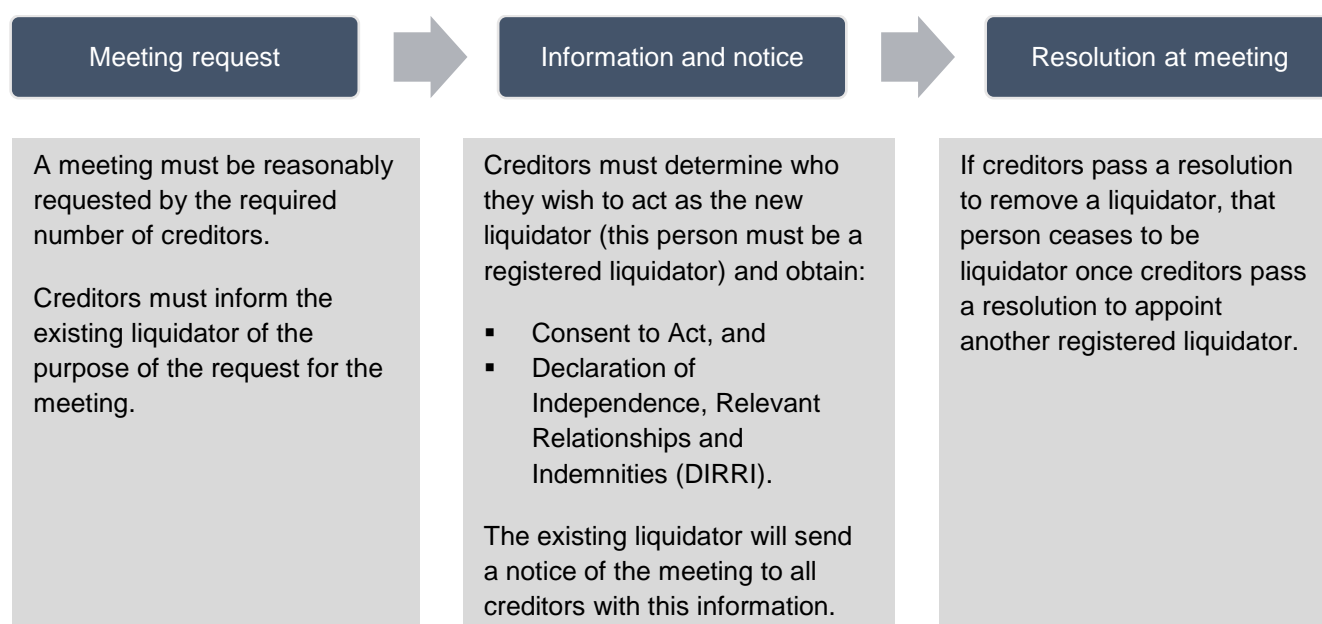 Meeting request
Information and notice
Resolution at meeting
A meeting must be reasonably
requested by the required
number of creditors.
Creditors must inform the
existing liquidator of the
purpose of the request for the
meeting.
Creditors must determine who
they wish to act as the new
liquidator (this person must be a
registered liquidator) and obtain:
▪ Consent to Act, and
▪ Declaration of
Independence, Relevant
Relationships and
Indemnities (DIRRI).
The existing liquidator will send
a notice of the meeting to all
creditors with this information.
If creditors pass a resolution
to remove a liquidator, that
person ceases to be
liquidator once creditors pass
a resolution to appoint
another registered liquidator.